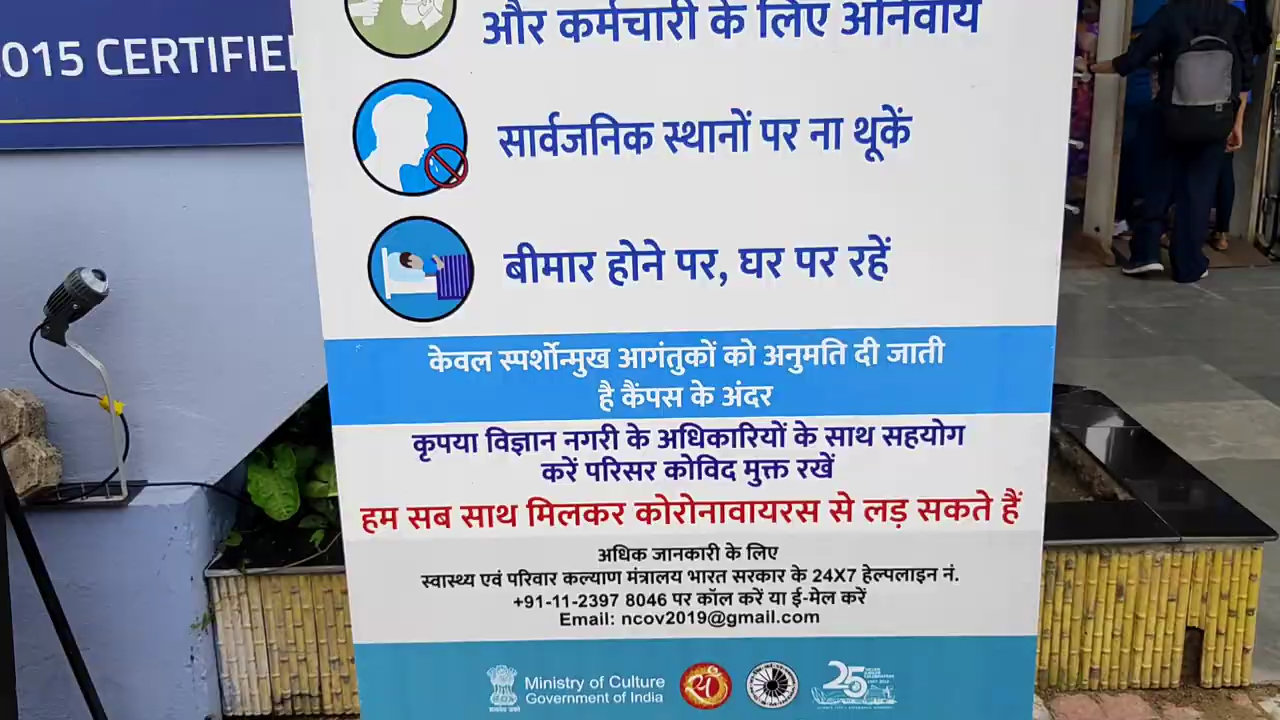 015 CERTIFIE
और कर्मचारी के लिए अनिवार्य
सार्वजनिक स्थानों पर ना थूकें
बीमार होने पर, घर पर रहें
केवल स्पर्शोन्मुख आगंतुकों को अनुमति दी जाती
है कैंपस के अंदर
कृपया विज्ञान नगरी के अधिकारियों के साथ सहयोग
करें परिसर कोविद मुक्त रखें
हम सब साथ मिलकर कोरोनावायरस से लड़ सकते हैं
अधिक जानकारी के लिए
स्वास्थ्य एवं परिवार कल्याण मंत्रालय भारत सरकार के 24X7 हेल्पलाइन नं.
+91-11-2397 8046 पर कॉल करें या ई-मेल करें
Email: ncov2019@gmail.com
Ministry of Culture
Government of India
25